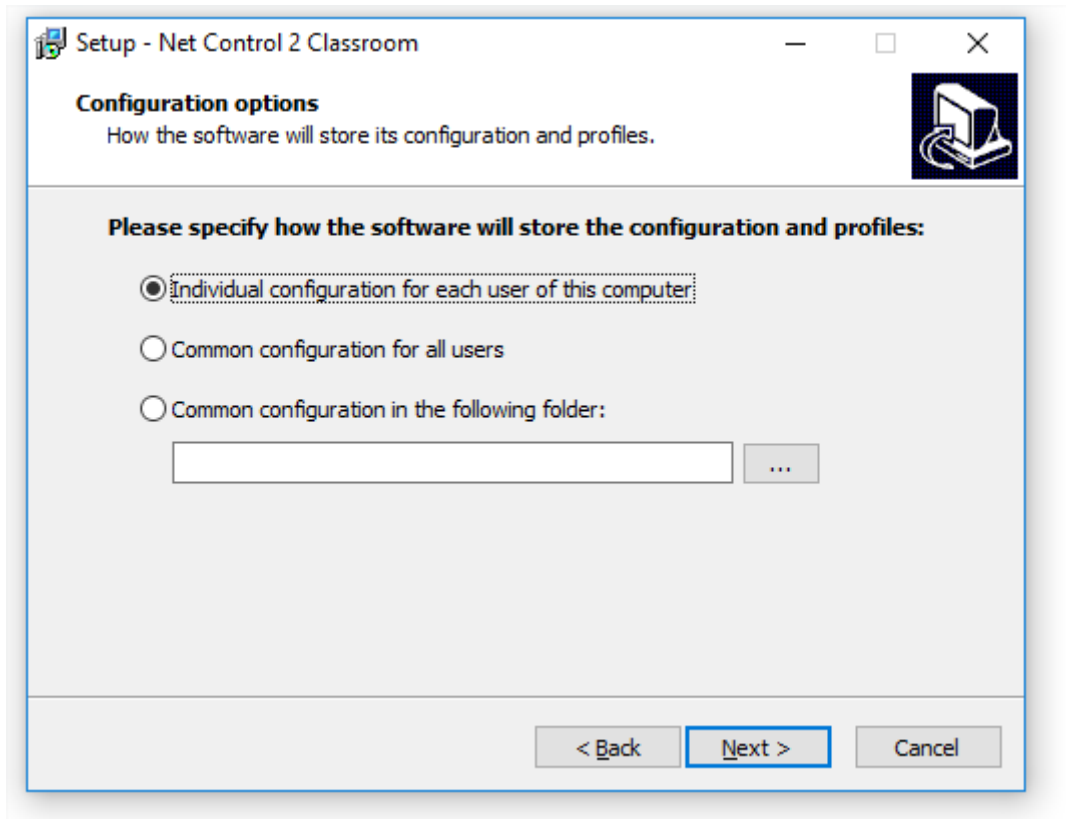 Setup - Net Control 2 Classroom
Configuration options
How the software will store its configuration and profiles.
Please specify how the software will store the configuration and profiles:
Individual configuration for each user of this computer
Common configuration for all users
Common configuration in the following folder:
...
< Back
Next >
Cancel